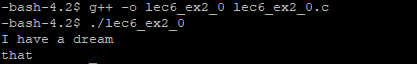 -bash-4.2$ g++ -o lec6_ex2_0 lec6_ex2_0.c
-bash-4.2$ ./lec6_ex2_0
I have a dream
that